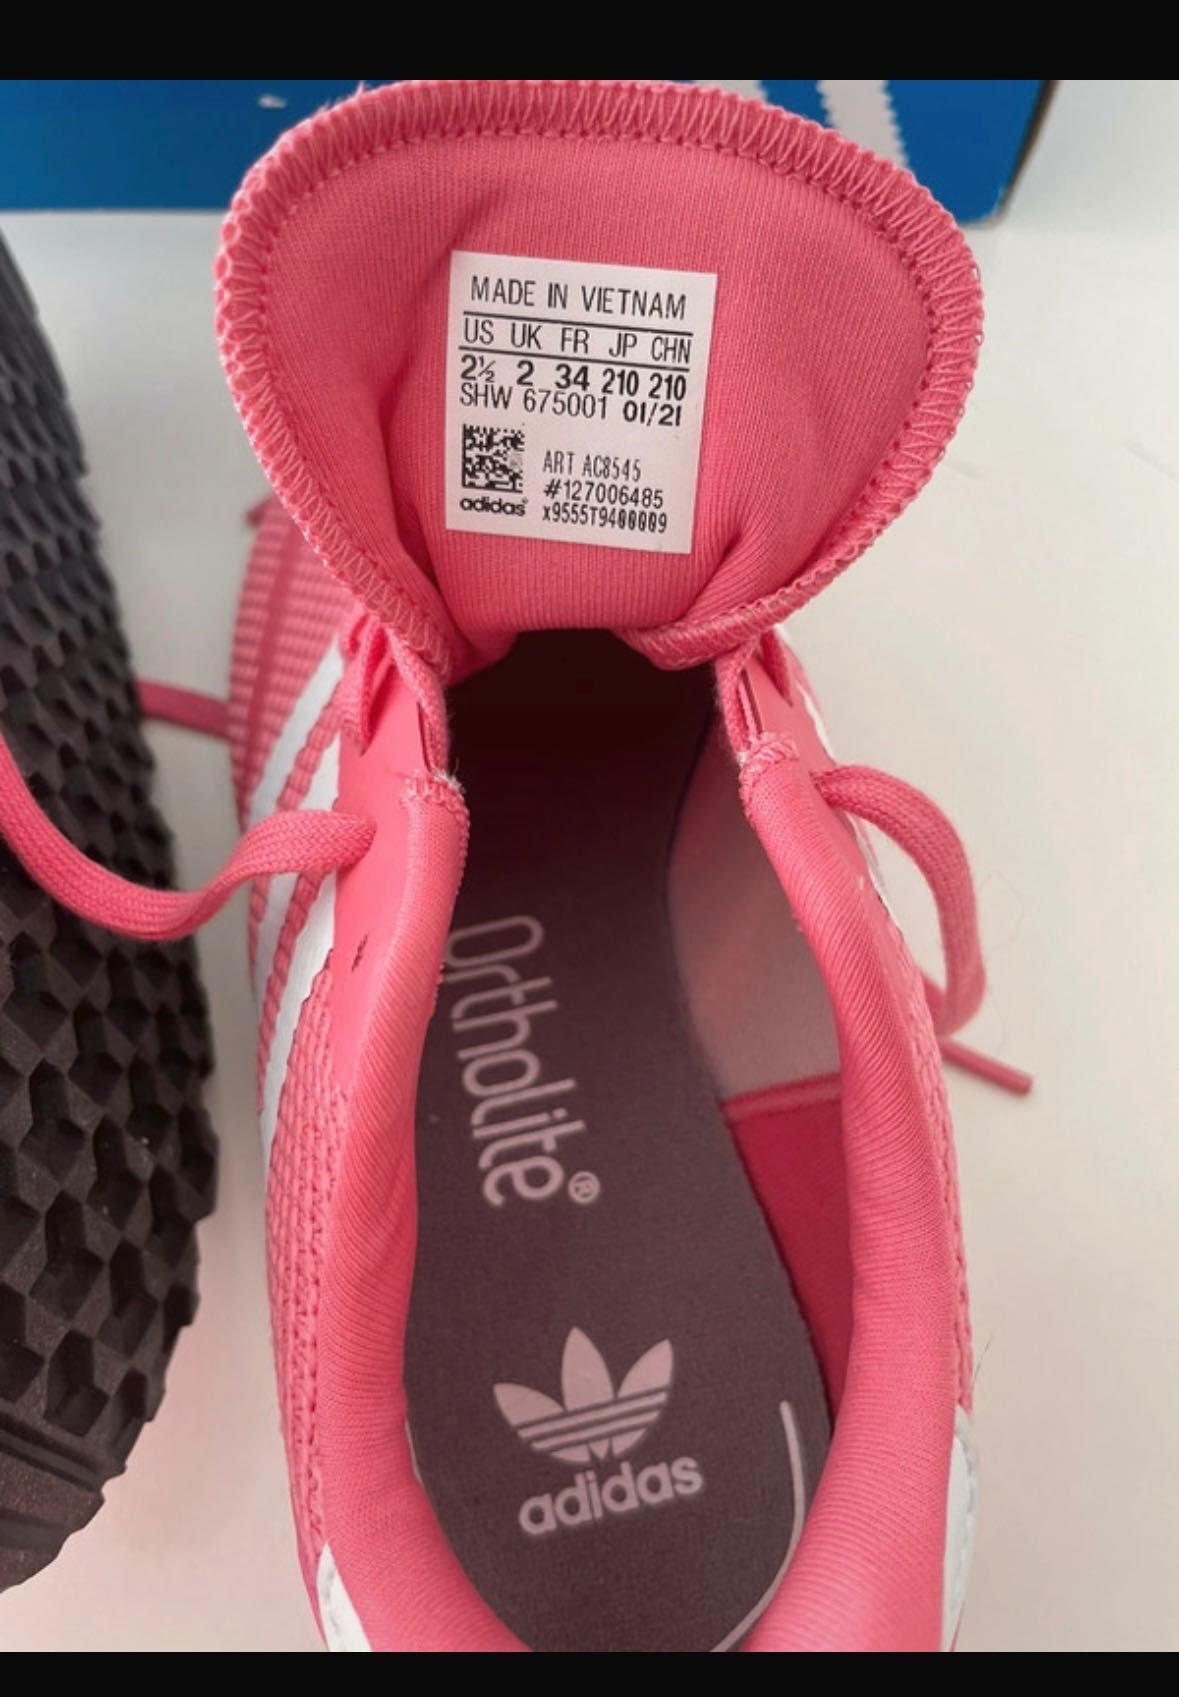 MADE IN VIETNAM
US UK FR JP CHN
2½ 2 34 210 210
SHW 675001 01/21
ART AC8545
#127006485
adidas
x9555T9400009
Ortholite®
adidas